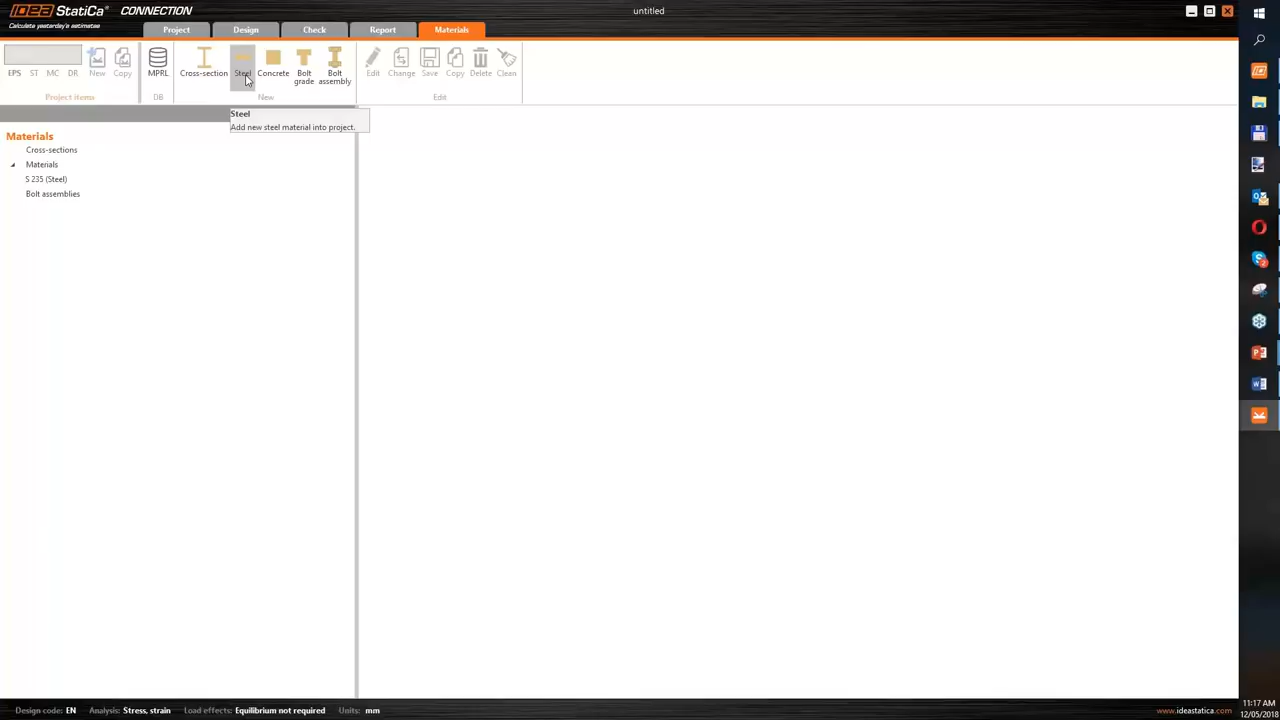 IDEA StatiCa® CONNECTION
Calculate yesterday's estimates
untitled
Project
Design
Check
Report
Materials
EPS ST MC DR New Copy
MPRL
Cross-section Steel Concrete Bolt grade Bolt assembly
Edit Change Save Copy Delete Clean
Project Items
DB
New
Edit
Steel
Add new steel material into project.
Materials
Cross-sections
Materials
S 235 (Steel)
Bolt assemblies
Design code: EN Analysis: Stress, strain Load effects: Equilibrium not required Units: mm
www.ideastatica.com
11:17 AM
12/05/2018